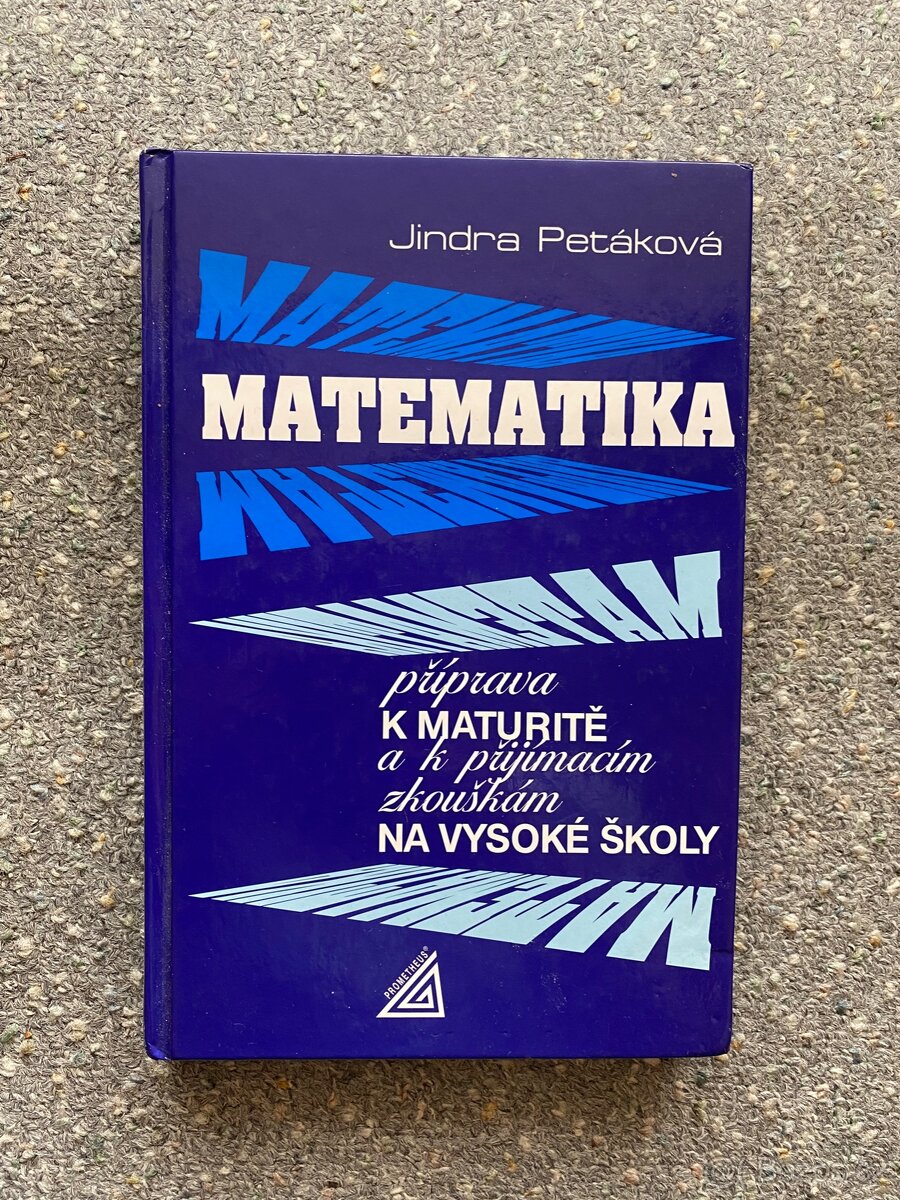 Jindra Petáková
MATEMATIKA
příprava
K MATURITĚ
a k přijímacím
zkouškám
NA VYSOKÉ ŠKOLY
PROMETHEUS®